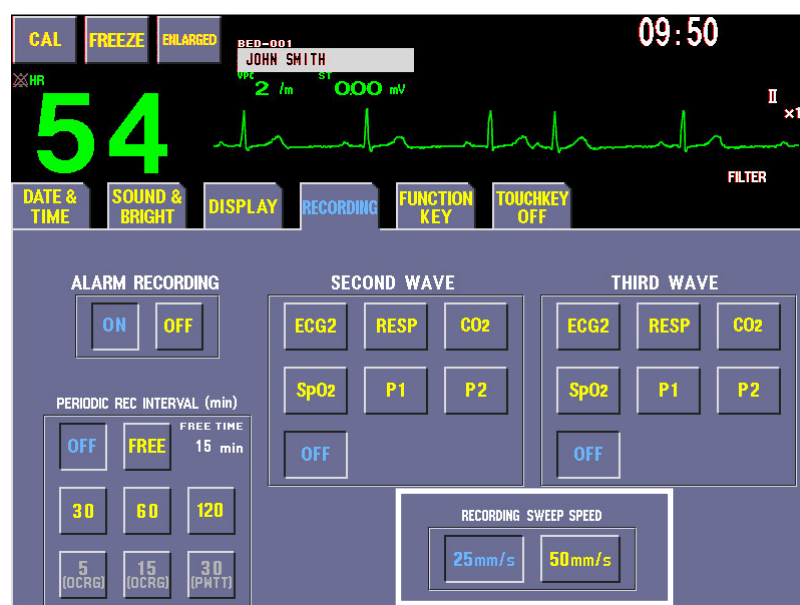 CAL
FREEZE
ENLARGED
BED-001
JOHN SMITH
09:50
HR
VPC
2 /m
ST
0.00 mV
54
II
×1
FILTER
DATE &
TIME
SOUND &
BRIGHT
DISPLAY
RECORDING
FUNCTION
KEY
TOUCHKEY
OFF
ALARM RECORDING
ON OFF
SECOND WAVE
ECG2 RESP CO2
SpO2 P1 P2
OFF
THIRD WAVE
ECG2 RESP CO2
SpO2 P1 P2
OFF
PERIODIC REC INTERVAL (min)
OFF FREE
FREE TIME
15 min
30 60 120
5
(OCRG)
15
(OCRG)
30
(PWTT)
RECORDING SWEEP SPEED
25mm/s 50mm/s